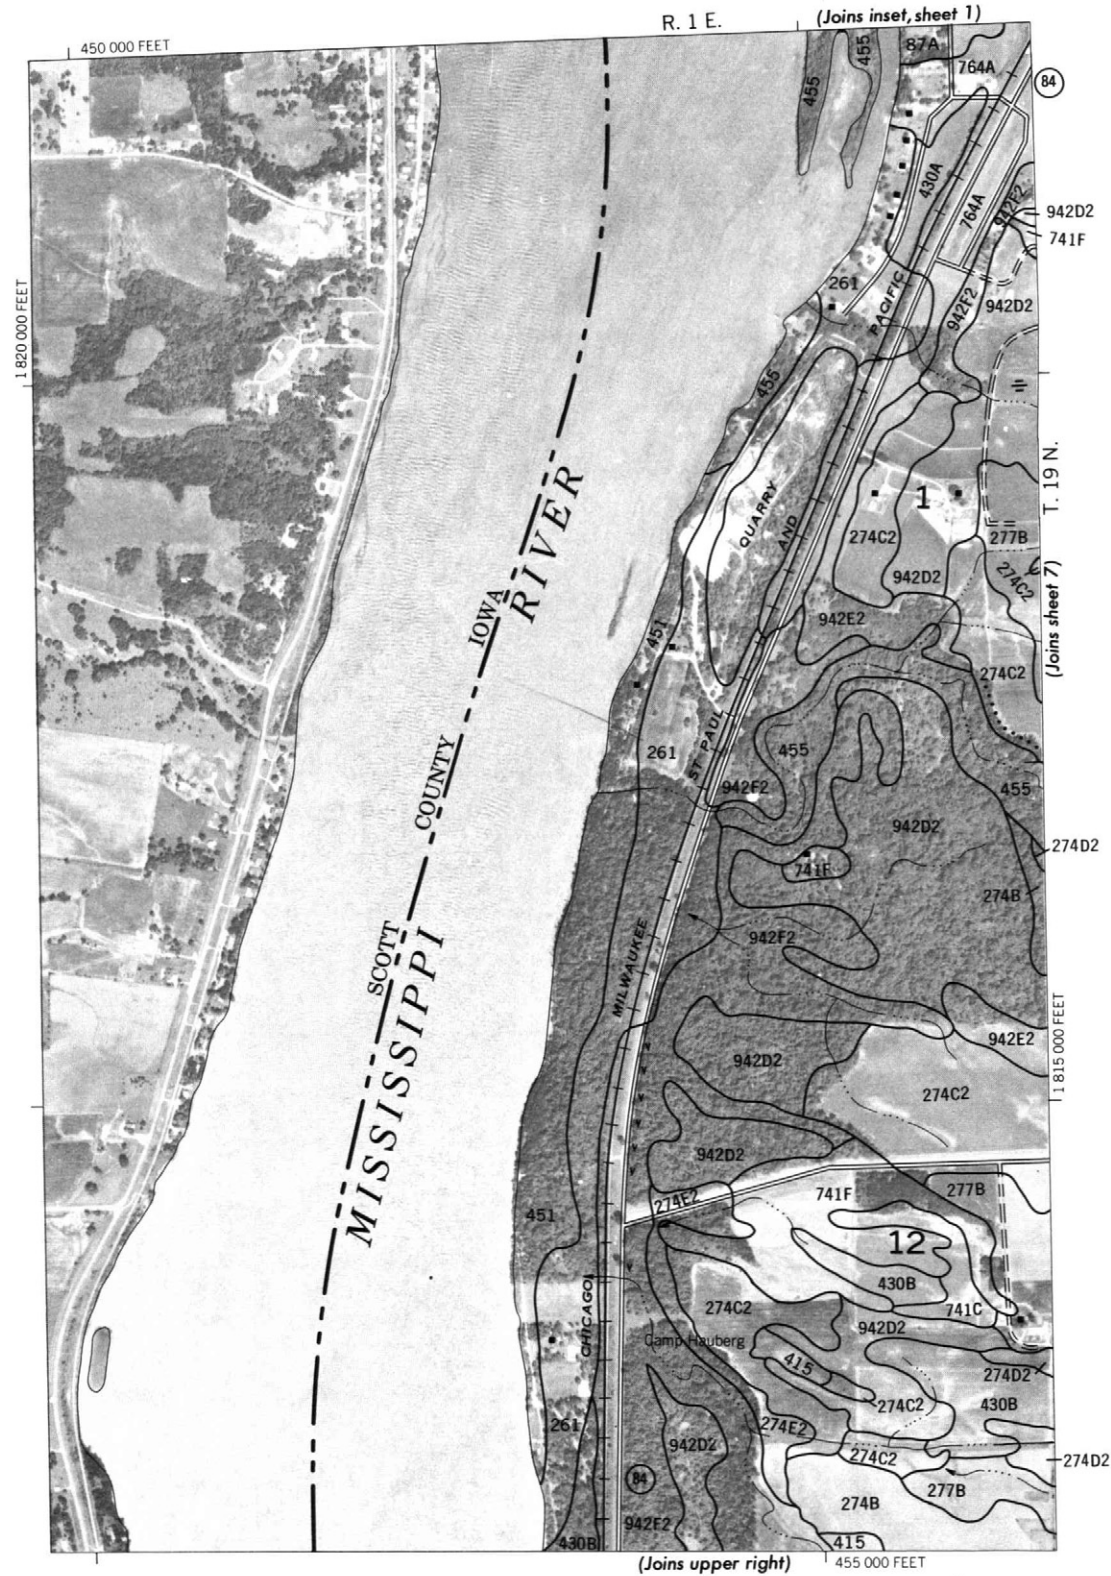 R. 1 E.
(Joins inset, sheet 1)
450 000 FEET
455
455
87A
764A
84
430A
764A
942F2
942D2
741F
261
PACIFIC
942F2
942D2
1 820 000 FEET
455
T. 19 N.
QUARRY
AND
1
274C2
277B
RIVER
942D2
274C2
(Joins sheet 7)
IOWA
451
942E2
274C2
ST PAUL
261
455
COUNTY
942F2
455
942D2
274D2
741F
274B
SCOTT
MISSISSIPPI
MILWAUKEE
942F2
942E2
1 815 000 FEET
942D2
274C2
942D2
274E2
741F
277B
451
12
430B
CHICAGO
274C2
741C
942D2
Camp Hauberg
415
274D2
274C2
430B
261
274E2
942D2
274C2
274D2
84
277B
274B
942F2
430B
415
(Joins upper right)
455 000 FEET